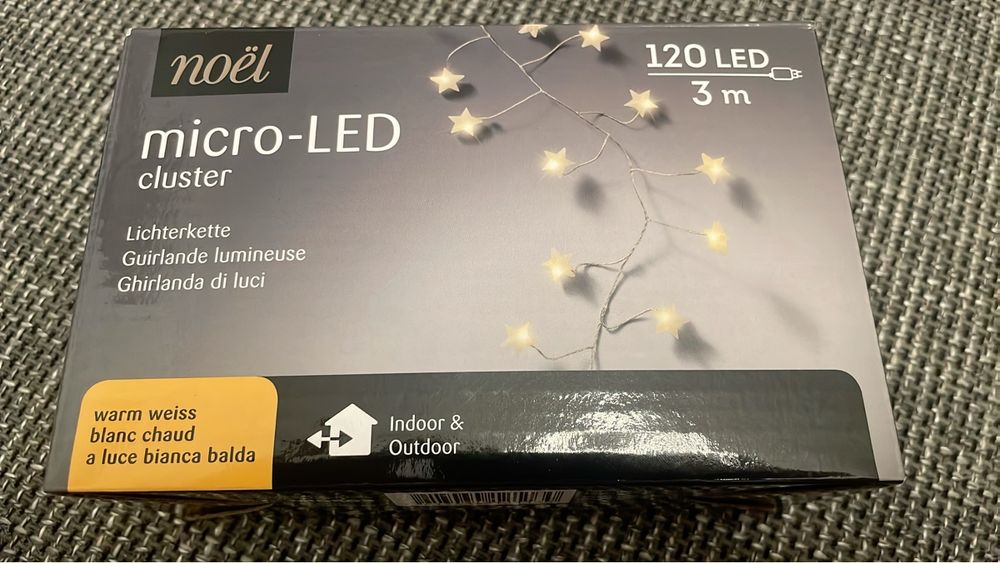 noël
120 LED
3 m
micro-LED
cluster
Lichterkette
Guirlande lumineuse
Ghirlanda di luci
warm weiss
blanc chaud
a luce bianca balda
Indoor &
Outdoor